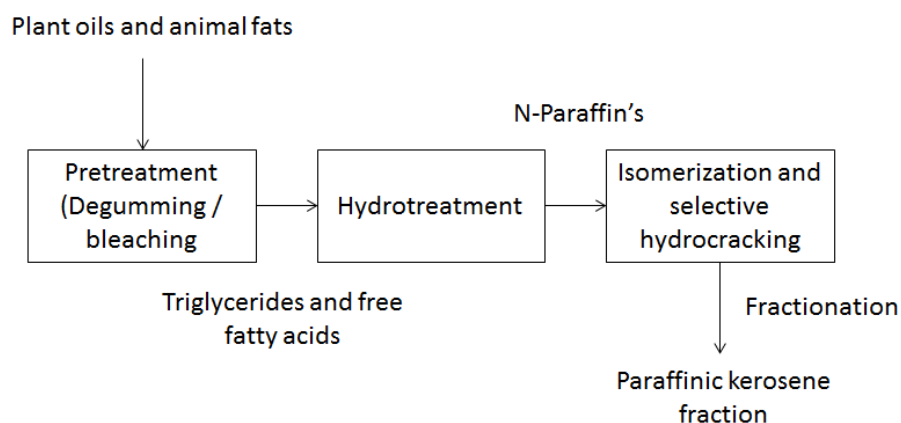 Plant oils and animal fats
N-Paraffin's
Pretreatment
(Degumming /
bleaching
Hydrotreatment
Isomerization and
selective
hydrocracking
Triglycerides and free
fatty acids
Fractionation
Paraffinic kerosene
fraction